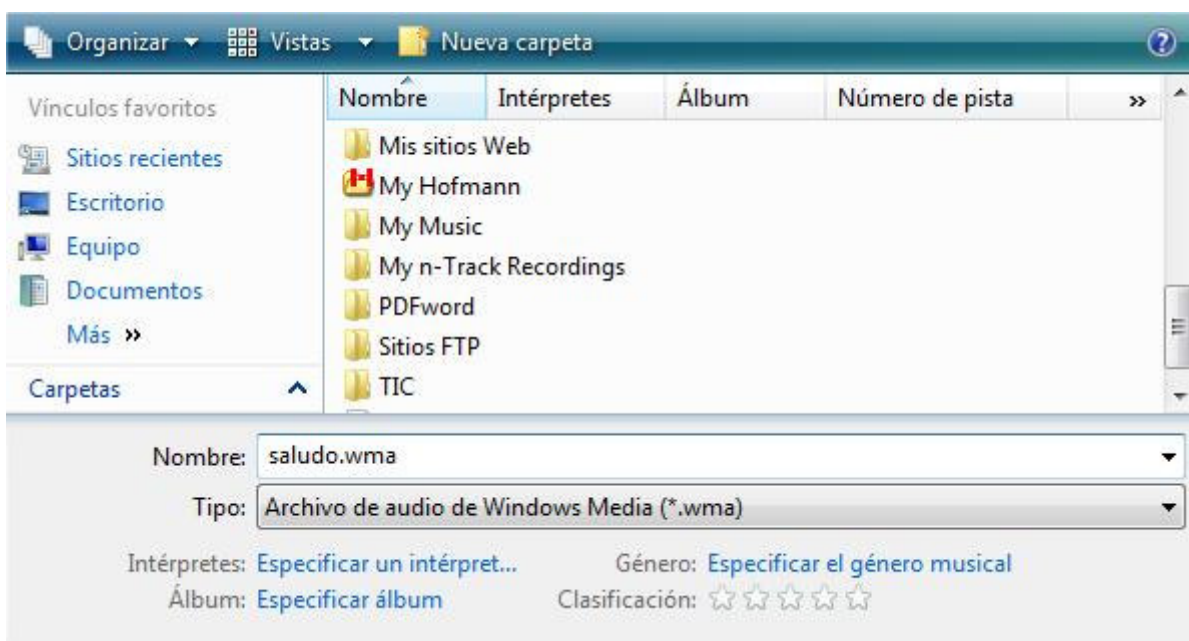 Organizar Vistas Nueva carpeta
Vínculos favoritos
Sitios recientes
Escritorio
Equipo
Documentos
Más »
Carpetas
Nombre Intérpretes Álbum Número de pista »
Mis sitios Web
My Hofmann
My Music
My n-Track Recordings
PDFword
Sitios FTP
TIC
Nombre: saludo.wma
Tipo: Archivo de audio de Windows Media (*.wma)
Intérpretes: Especificar un intérpret... Género: Especificar el género musical
Álbum: Especificar álbum Clasificación: